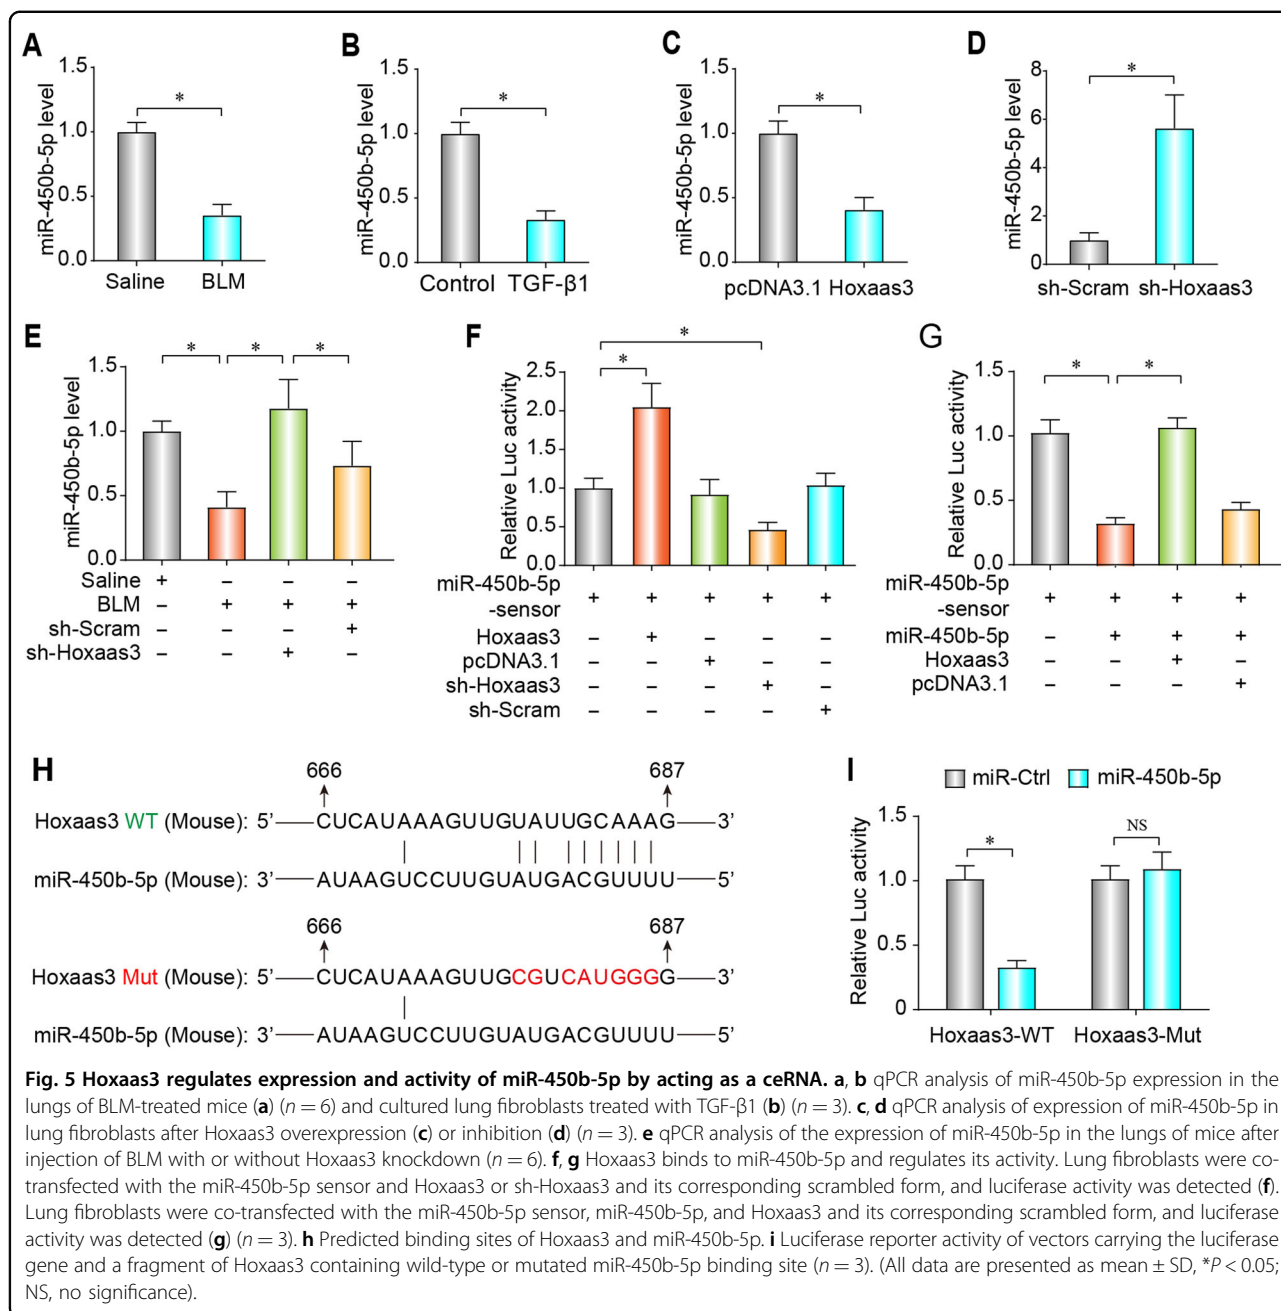 A
miR-450b-5p level
1.5
1.0
0.5
0.0
*
Saline BLM
B
miR-450b-5p level
1.5
1.0
0.5
0.0
*
Control TGF-β1
C
miR-450b-5p level
1.5
1.0
0.5
0.0
*
pcDNA3.1 Hoxaas3
D
miR-450b-5p level
8
6
4
2
0
*
sh-Scram sh-Hoxaas3
E
miR-450b-5p level
1.5
1.0
0.5
0.0
* * *
Saline + – – –
BLM – + + +
sh-Scram – – – +
sh-Hoxaas3 – – + –
F
Relative Luc activity
2.5
2.0
1.5
1.0
0.5
0.0
*
*
miR-450b-5p
-sensor + + + + +
Hoxaas3 – + – – –
pcDNA3.1 – – + – –
sh-Hoxaas3 – – – + –
sh-Scram – – – – +
G
Relative Luc activity
1.5
1.0
0.5
0.0
* *
miR-450b-5p
-sensor + + + +
miR-450b-5p – + + +
Hoxaas3 – – + –
pcDNA3.1 – – – +
H
666 687
Hoxaas3 WT (Mouse): 5’ CUCAUAAAGUUGUAUUGCAAAG 3’
miR-450b-5p (Mouse): 3’ AUAAGUCCUUGUAUGACGUUUU 5’
666 687
Hoxaas3 Mut (Mouse): 5’ CUCAUAAAGUUGCGUCAUGGGG 3’
miR-450b-5p (Mouse): 3’ AUAAGUCCUUGUAUGACGUUUU 5’
I
miR-Ctrl miR-450b-5p
Relative Luc activity
1.5
1.0
0.5
0
* NS
Hoxaas3-WT Hoxaas3-Mut
Fig. 5 Hoxaas3 regulates expression and activity of miR-450b-5p by acting as a ceRNA. a, b qPCR analysis of miR-450b-5p expression in the
lungs of BLM-treated mice (a) (n = 6) and cultured lung fibroblasts treated with TGF-β1 (b) (n = 3). c, d qPCR analysis of expression of miR-450b-5p in
lung fibroblasts after Hoxaas3 overexpression (c) or inhibition (d) (n = 3). e qPCR analysis of the expression of miR-450b-5p in the lungs of mice after
injection of BLM with or without Hoxaas3 knockdown (n = 6). f, g Hoxaas3 binds to miR-450b-5p and regulates its activity. Lung fibroblasts were co-
transfected with the miR-450b-5p sensor and Hoxaas3 or sh-Hoxaas3 and its corresponding scrambled form, and luciferase activity was detected (f).
Lung fibroblasts were co-transfected with the miR-450b-5p sensor, miR-450b-5p, and Hoxaas3 and its corresponding scrambled form, and luciferase
activity was detected (g) (n = 3). h Predicted binding sites of Hoxaas3 and miR-450b-5p. i Luciferase reporter activity of vectors carrying the luciferase
gene and a fragment of Hoxaas3 containing wild-type or mutated miR-450b-5p binding site (n = 3). (All data are presented as mean ± SD, *P < 0.05;
NS, no significance).